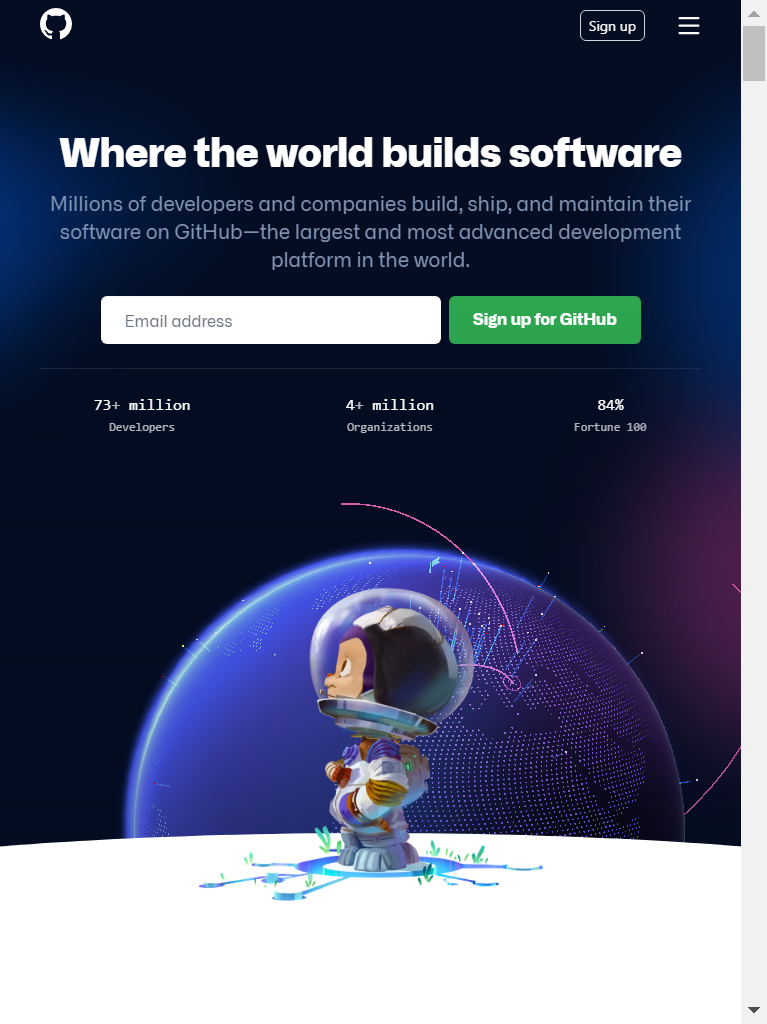 Sign up
Where the world builds software
Millions of developers and companies build, ship, and maintain their
software on GitHub—the largest and most advanced development
platform in the world.
Email address
Sign up for GitHub
73+ million
Developers
4+ million
Organizations
84%
Fortune 100